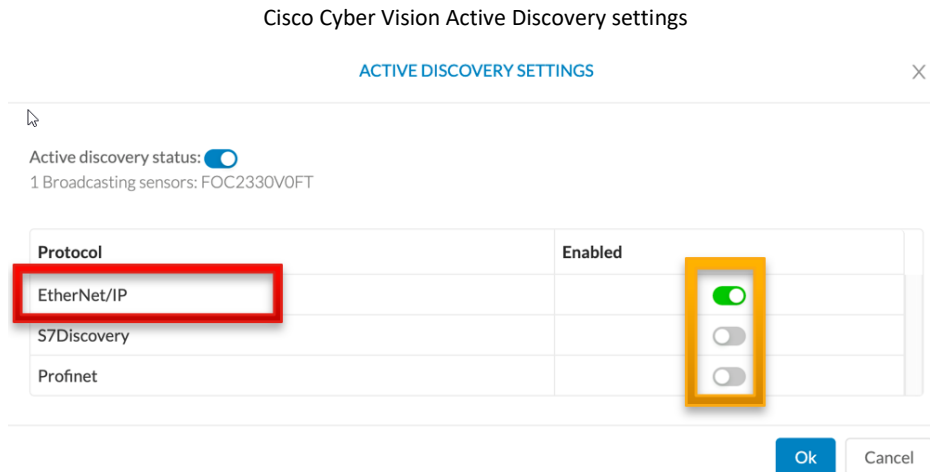 Cisco Cyber Vision Active Discovery settings
ACTIVE DISCOVERY SETTINGS
Active discovery status:
1 Broadcasting sensors: FOC2330V0FT
Protocol Enabled
EtherNet/IP
S7Discovery
Profinet
Ok Cancel